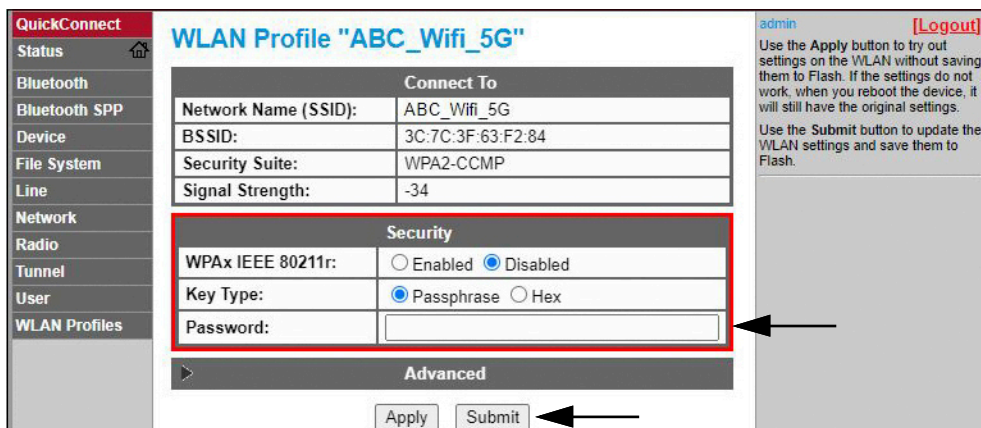 QuickConnect
Status
Bluetooth
Bluetooth SPP
Device
File System
Line
Network
Radio
Tunnel
User
WLAN Profiles
WLAN Profile "ABC_Wifi_5G"
Connect To
Network Name (SSID): ABC_Wifi_5G
BSSID: 3C:7C:3F:63:F2:84
Security Suite: WPA2-CCMP
Signal Strength: -34
Security
WPAx IEEE 80211r: Enabled Disabled
Key Type: Passphrase Hex
Password:
Advanced
Apply Submit
admin [Logout]
Use the Apply button to try out
settings on the WLAN without saving
them to Flash. If the settings do not
work, when you reboot the device, it
will still have the original settings.
Use the Submit button to update the
WLAN settings and save them to
Flash.